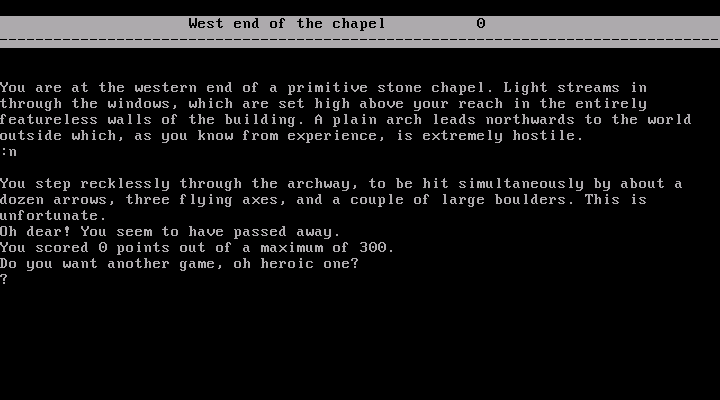 West end of the chapel 0
------------------------------------------------------------------------------------------
You are at the western end of a primitive stone chapel. Light streams in
through the windows, which are set high above your reach in the entirely
featureless walls of the building. A plain arch leads northwards to the world
outside which, as you know from experience, is extremely hostile.
:n
You step recklessly through the archway, to be hit simultaneously by about a
dozen arrows, three flying axes, and a couple of large boulders. This is
unfortunate.
Oh dear! You seem to have passed away.
You scored 0 points out of a maximum of 300.
Do you want another game, oh heroic one?
?